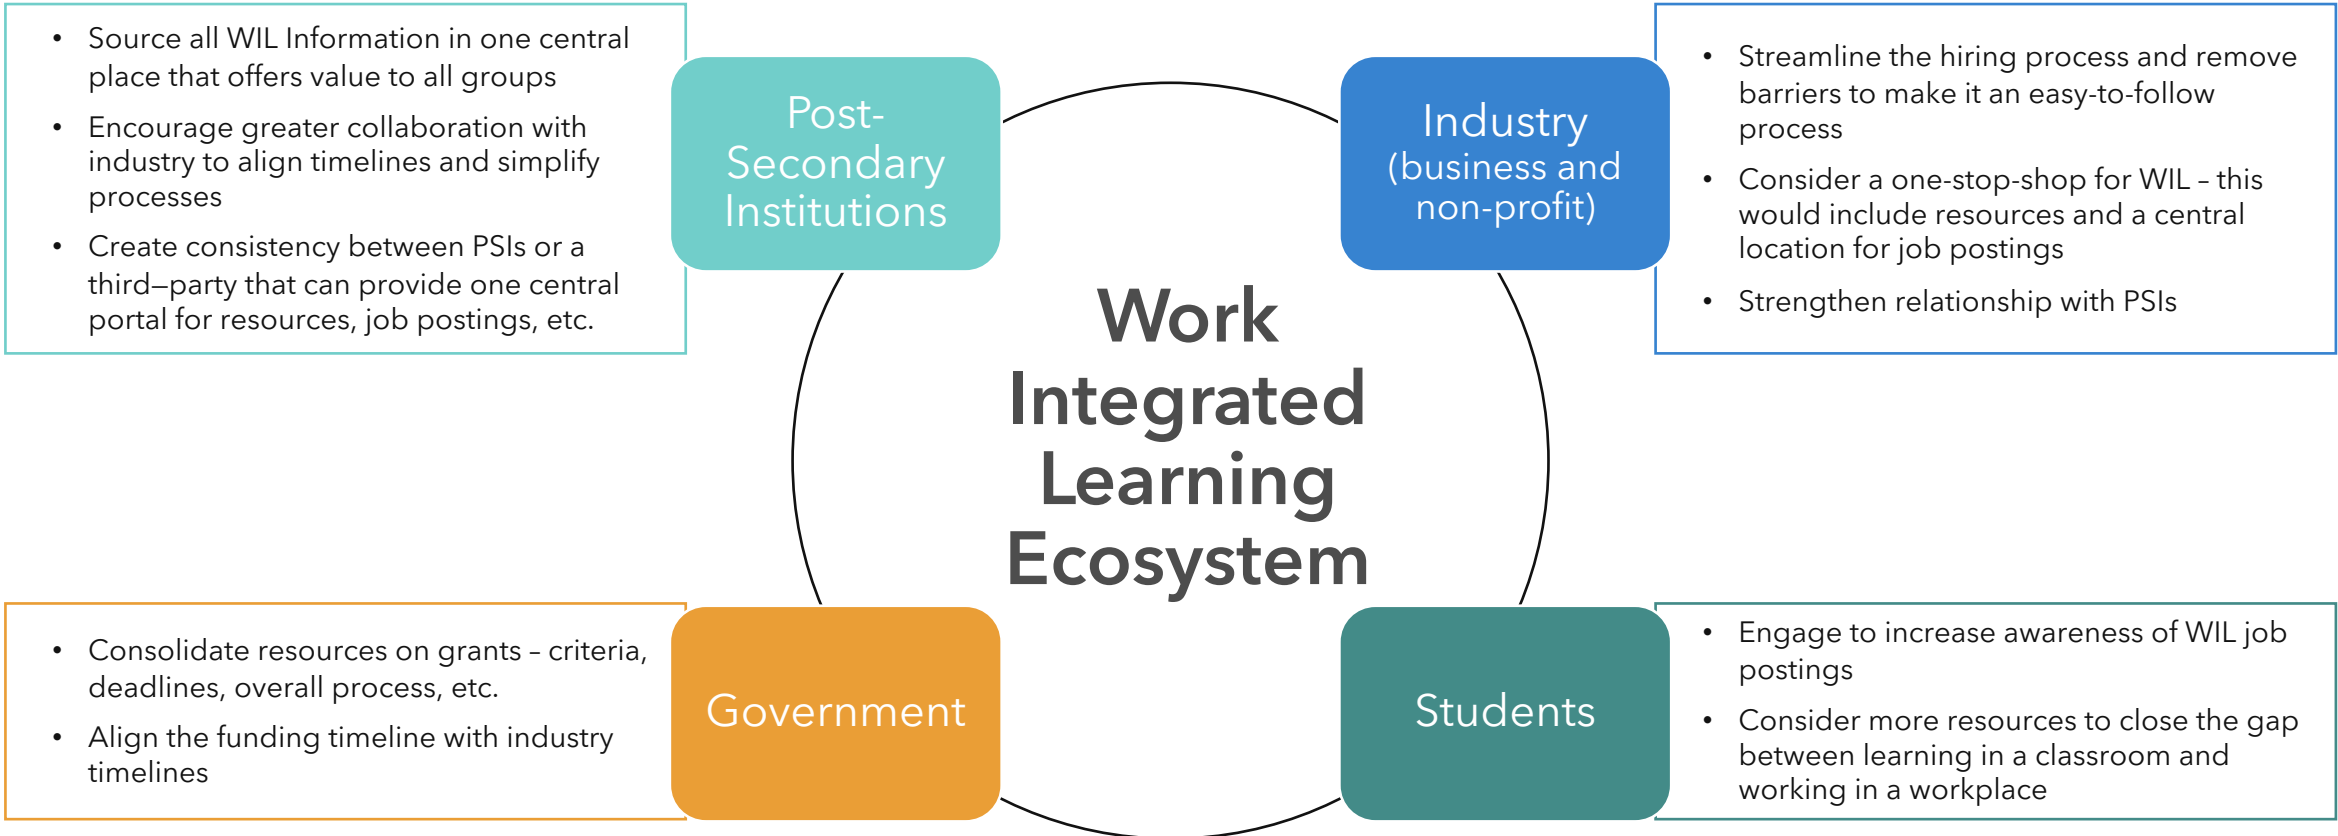 • Source all WIL Information in one central
place that offers value to all groups
• Encourage greater collaboration with
industry to align timelines and simplify
processes
• Create consistency between PSIs or a
third—party that can provide one central
portal for resources, job postings, etc.
Post-
Secondary
Institutions
Industry
(business and
non-profit)
• Streamline the hiring process and remove
barriers to make it an easy-to-follow
process
• Consider a one-stop-shop for WIL – this
would include resources and a central
location for job postings
• Strengthen relationship with PSIs
Work
Integrated
Learning
Ecosystem
• Consolidate resources on grants – criteria,
deadlines, overall process, etc.
• Align the funding timeline with industry
timelines
Government
Students
• Engage to increase awareness of WIL job
postings
• Consider more resources to close the gap
between learning in a classroom and
working in a workplace